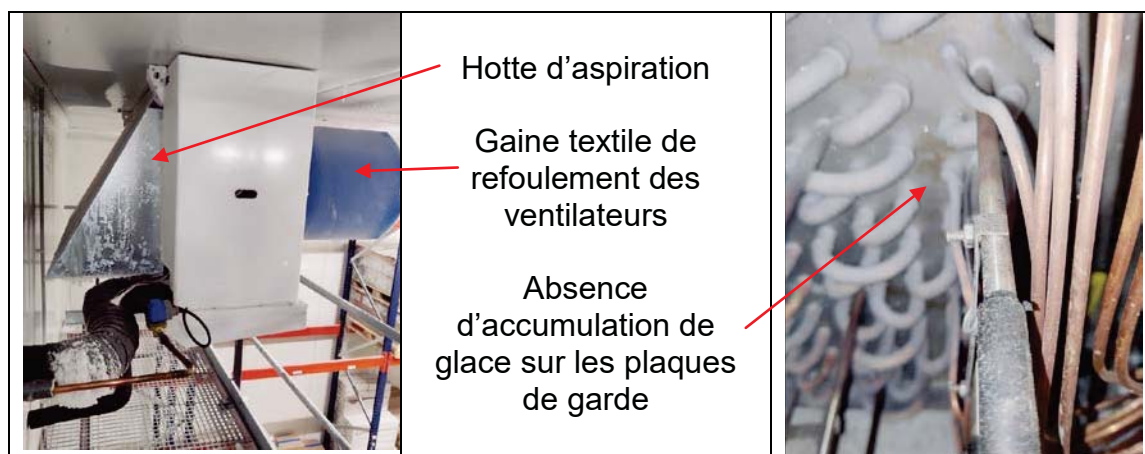 Hotte d’aspiration
Gaine textile de
refoulement des
ventilateurs
Absence
d’accumulation de
glace sur les plaques
de garde